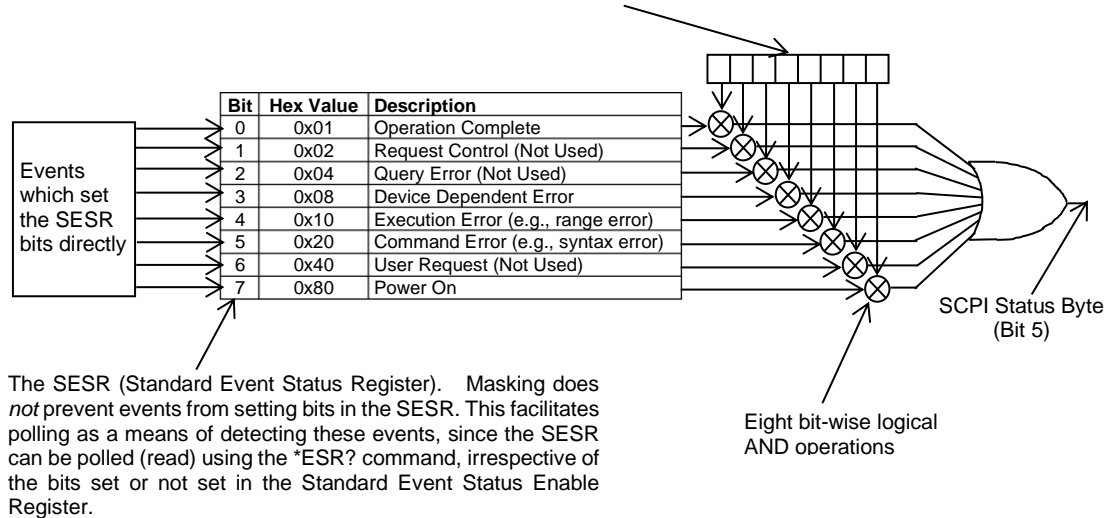 Bit Hex Value Description
0 0x01 Operation Complete
1 0x02 Request Control (Not Used)
2 0x04 Query Error (Not Used)
3 0x08 Device Dependent Error
4 0x10 Execution Error (e.g., range error)
5 0x20 Command Error (e.g., syntax error)
6 0x40 User Request (Not Used)
7 0x80 Power On
Events
which set
the SESR
bits directly
SCPI Status Byte
(Bit 5)
The SESR (Standard Event Status Register). Masking does
not prevent events from setting bits in the SESR. This facilitates
polling as a means of detecting these events, since the SESR
can be polled (read) using the *ESR? command, irrespective of
the bits set or not set in the Standard Event Status Enable
Register.
Eight bit-wise logical
AND operations